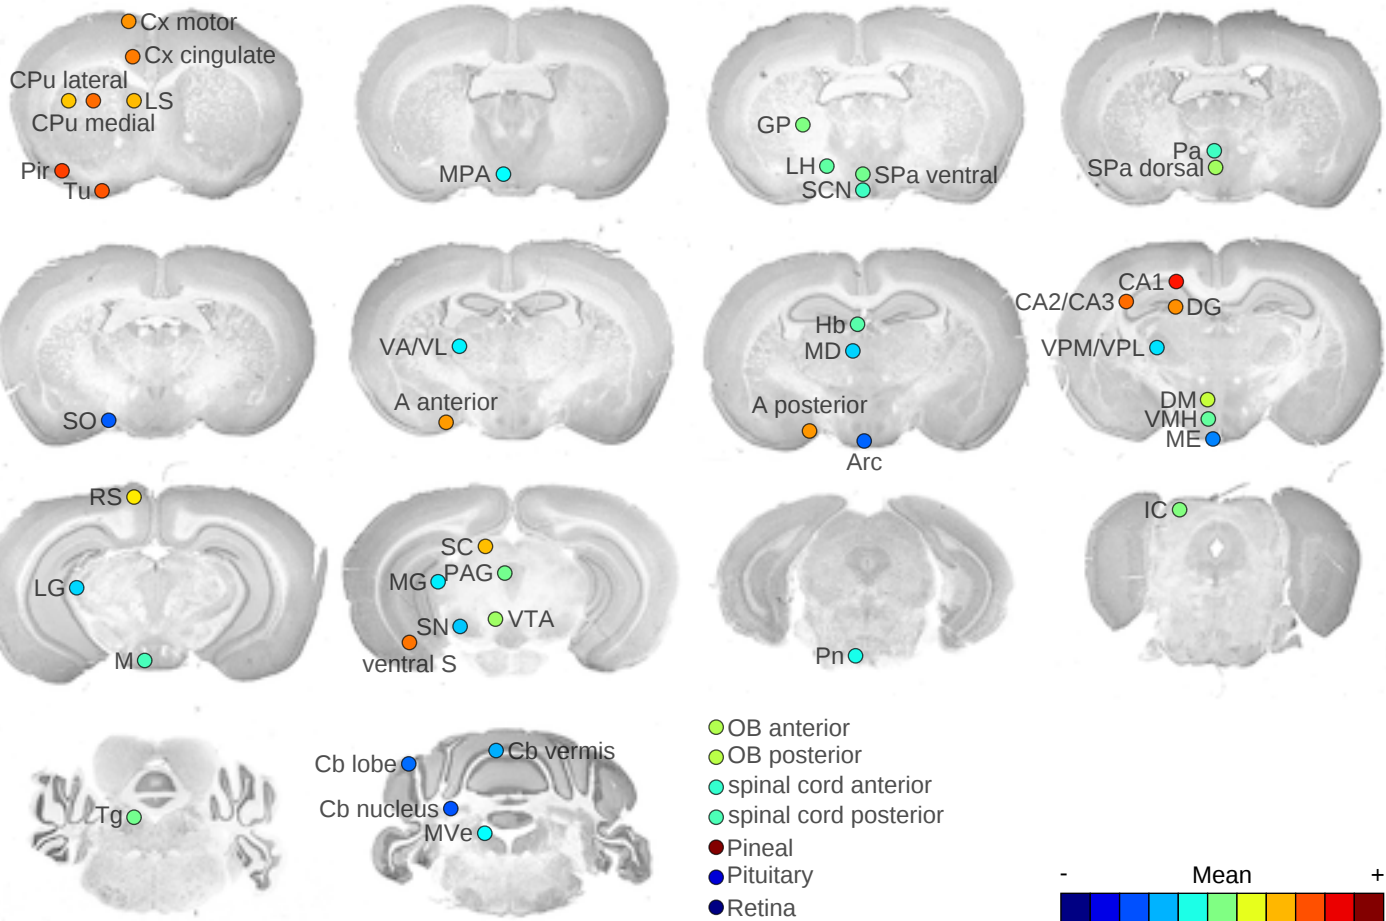 Cx motor
Cx cingulate
CPu lateral
LS
CPu medial
Pir
Tu
MPA
GP
LH
SPa ventral
SCN
Pa
SPa dorsal
SO
VA/VL
A anterior
Hb
MD
A posterior
Arc
CA1
CA2/CA3
DG
VPM/VPL
DM
VMH
ME
RS
LG
M
SC
PAG
MG
VTA
SN
ventral S
Pn
IC
Tg
Cb vermis
Cb lobe
Cb nucleus
MVe
OB anterior
OB posterior
spinal cord anterior
spinal cord posterior
Pineal
Pituitary
Retina
- Mean +